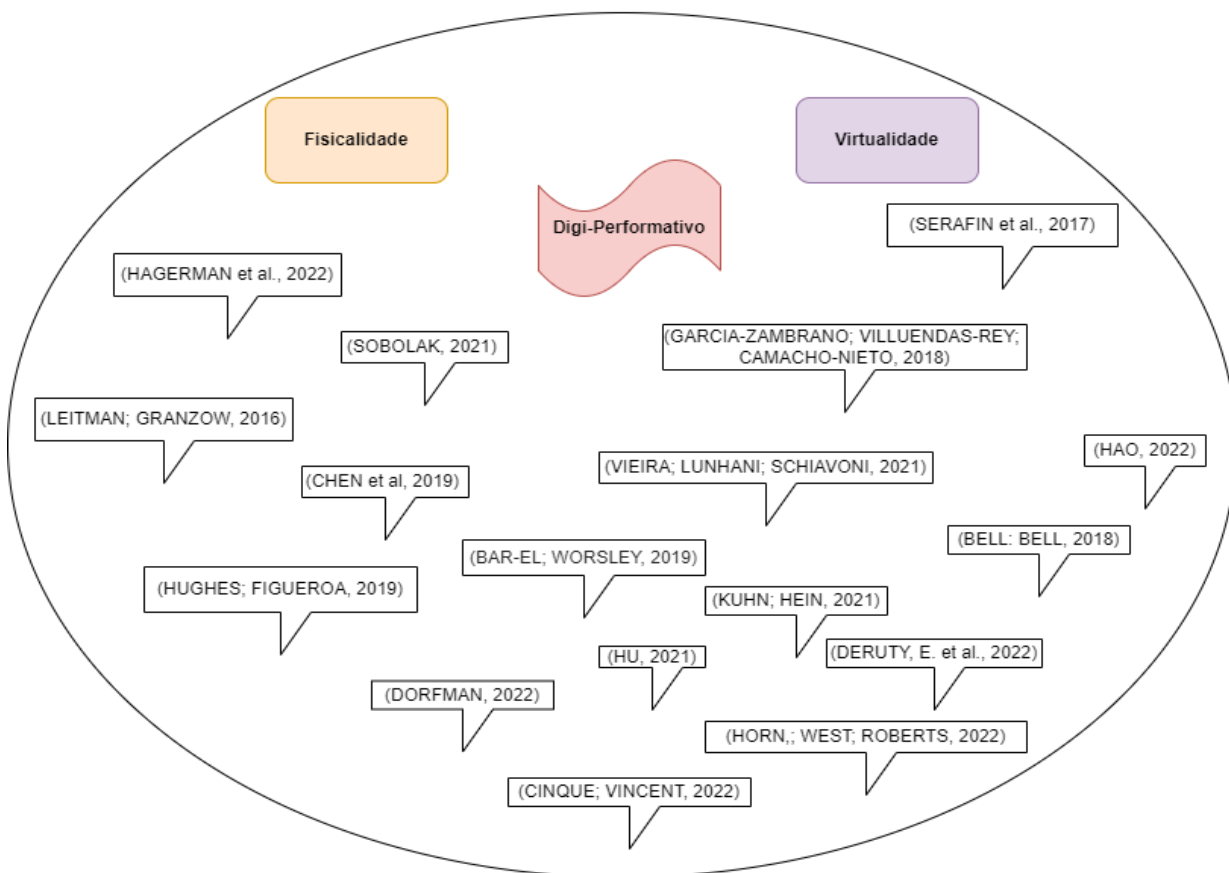 Fisicalidade
Virtualidade
Digi-Performativo
(SERAFIN et al., 2017)
(HAGERMAN et al., 2022)
(SOBOLAK, 2021)
(GARCIA-ZAMBRANO; VILLUENDAS-REY;
CAMACHO-NIETO, 2018)
(LEITMAN; GRANZOW, 2016)
(HAO, 2022)
(VIEIRA; LUNHANI; SCHIAVONI, 2021)
(CHEN et al, 2019)
(BELL: BELL, 2018)
(BAR-EL; WORSLEY, 2019)
(HUGHES; FIGUEROA, 2019)
(KUHN; HEIN, 2021)
(HU, 2021)
(DERUTY, E. et al., 2022)
(DORFMAN, 2022)
(HORN,; WEST; ROBERTS, 2022)
(CINQUE; VINCENT, 2022)